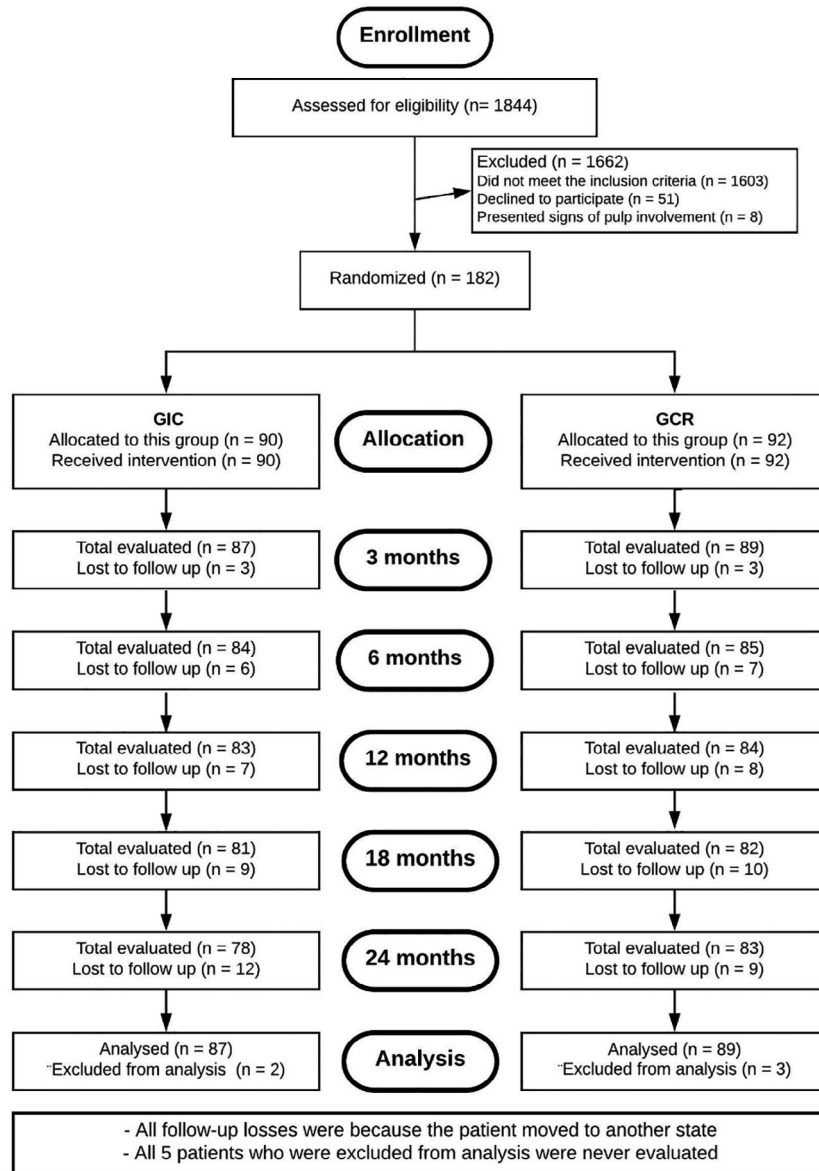 Enrollment
Assessed for eligibility (n= 1844)
Excluded (n = 1662)
Did not meet the inclusion criteria (n = 1603)
Declined to participate (n = 51)
Presented signs of pulp involvement (n = 8)
Randomized (n = 182)
GIC
Allocated to this group (n = 90)
Received intervention (n = 90)
Allocation
GCR
Allocated to this group (n = 92)
Received intervention (n = 92)
Total evaluated (n = 87)
Lost to follow up (n = 3)
3 months
Total evaluated (n = 89)
Lost to follow up (n = 3)
Total evaluated (n = 84)
Lost to follow up (n = 6)
6 months
Total evaluated (n = 85)
Lost to follow up (n = 7)
Total evaluated (n = 83)
Lost to follow up (n = 7)
12 months
Total evaluated (n = 84)
Lost to follow up (n = 8)
Total evaluated (n = 81)
Lost to follow up (n = 9)
18 months
Total evaluated (n = 82)
Lost to follow up (n = 10)
Total evaluated (n = 78)
Lost to follow up (n = 12)
24 months
Total evaluated (n = 83)
Lost to follow up (n = 9)
Analysed (n = 87)
¨Excluded from analysis (n = 2)
Analysis
Analysed (n = 89)
¨Excluded from analysis (n = 3)
- All follow-up losses were because the patient moved to another state
- All 5 patients who were excluded from analysis were never evaluated